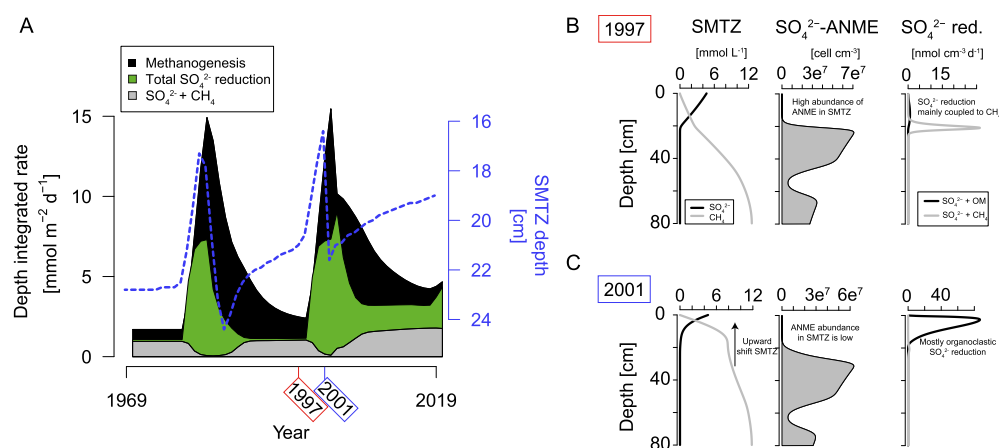 A
Methanogenesis
Total SO₄²⁻ reduction
SO₄²⁻ + CH₄
Depth integrated rate
[mmol m⁻² d⁻¹]
15
10
5
0
16
18
20
22
24
SMTZ depth
[cm]
1969
1997
2001
2019
Year
B
1997
SMTZ
SO₄²⁻-ANME
SO₄²⁻ red.
[mmol L⁻¹]
[cell cm⁻³]
[nmol cm⁻³ d⁻¹]
0 6 12
0 3e⁷ 7e⁷
0 15
Depth [cm]
0
40
80
High abundance of
ANME in SMTZ
SO₄²⁻ reduction
mainly coupled to CH₄
SO₄²⁻
CH₄
SO₄²⁻ + OM
SO₄²⁻ + CH₄
C
2001
0 6 12
0 3e⁷ 6e⁷
0 40
Depth [cm]
0
40
80
Upward
shift SMTZ
ANME abundance
in SMTZ is low
Mostly organoclastic
SO₄²⁻ reduction